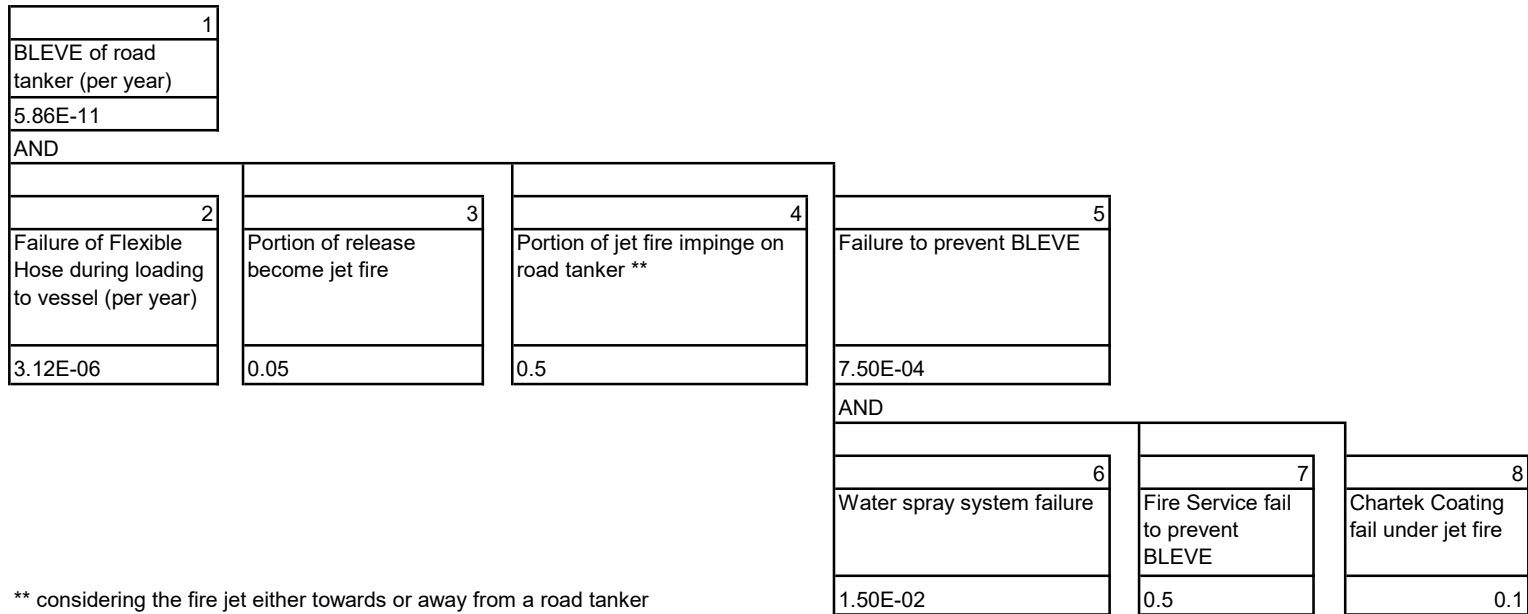 1
BLEVE of road
tanker (per year)
5.86E-11
AND
2
Failure of Flexible
Hose during loading
to vessel (per year)
3.12E-06
3
Portion of release
become jet fire
0.05
4
Portion of jet fire impinge on
road tanker **
0.5
5
Failure to prevent BLEVE
7.50E-04
AND
6
Water spray system failure
1.50E-02
7
Fire Service fail
to prevent
BLEVE
0.5
8
Chartek Coating
fail under jet fire
0.1
** considering the fire jet either towards or away from a road tanker